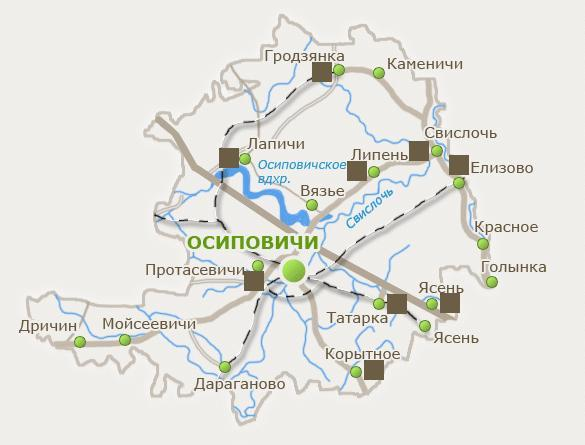 Гродзянка
Каменичи
Свислочь
Лапичи
Липень
Осиповичское
вдхр.
Елизово
Вязье
Свислочь
Красное
ОСИПОВИЧИ
Протасевичи
Голынка
Ясень
Татарка
Дричин
Мойсеевичи
Ясень
Корытное
Дараганово